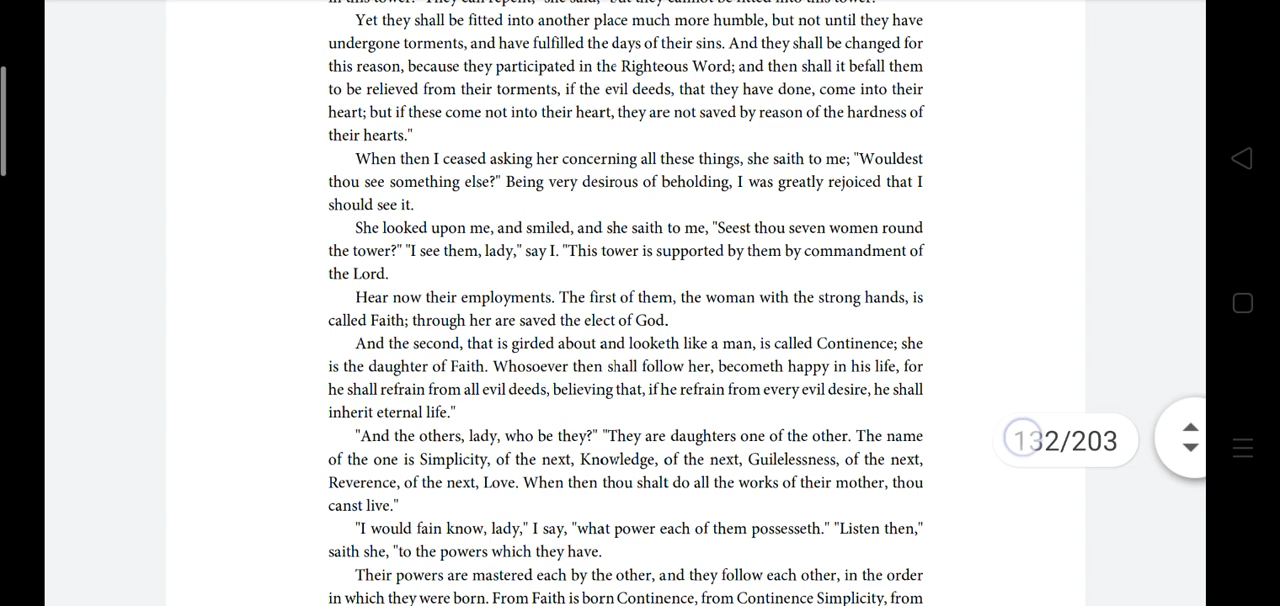 Yet they shall be fitted into another place much more humble, but not until they have
undergone torments, and have fulfilled the days of their sins. And they shall be changed for
this reason, because they participated in the Righteous Word; and then shall it befall them
to be relieved from their torments, if the evil deeds, that they have done, come into their
heart; but if these come not into their heart, they are not saved by reason of the hardness of
their hearts."
When then I ceased asking her concerning all these things, she saith to me; "Wouldest
thou see something else?" Being very desirous of beholding, I was greatly rejoiced that I
should see it.
She looked upon me, and smiled, and she saith to me, "Seest thou seven women round
the tower?" "I see them, lady," say I. "This tower is supported by them by commandment of
the Lord.
Hear now their employments. The first of them, the woman with the strong hands, is
called Faith; through her are saved the elect of God.
And the second, that is girded about and looketh like a man, is called Continence; she
is the daughter of Faith. Whosoever then shall follow her, becometh happy in his life, for
he shall refrain from all evil deeds, believing that, if he refrain from every evil desire, he shall
inherit eternal life."
"And the others, lady, who be they?" "They are daughters one of the other. The name
of the one is Simplicity, of the next, Knowledge, of the next, Guilelessness, of the next,
Reverence, of the next, Love. When then thou shalt do all the works of their mother, thou
canst live."
132/203
"I would fain know, lady," I say, "what power each of them possesseth." "Listen then,"
saith she, "to the powers which they have.
Their powers are mastered each by the other, and they follow each other, in the order
in which they were born. From Faith is born Continence, from Continence Simplicity, from